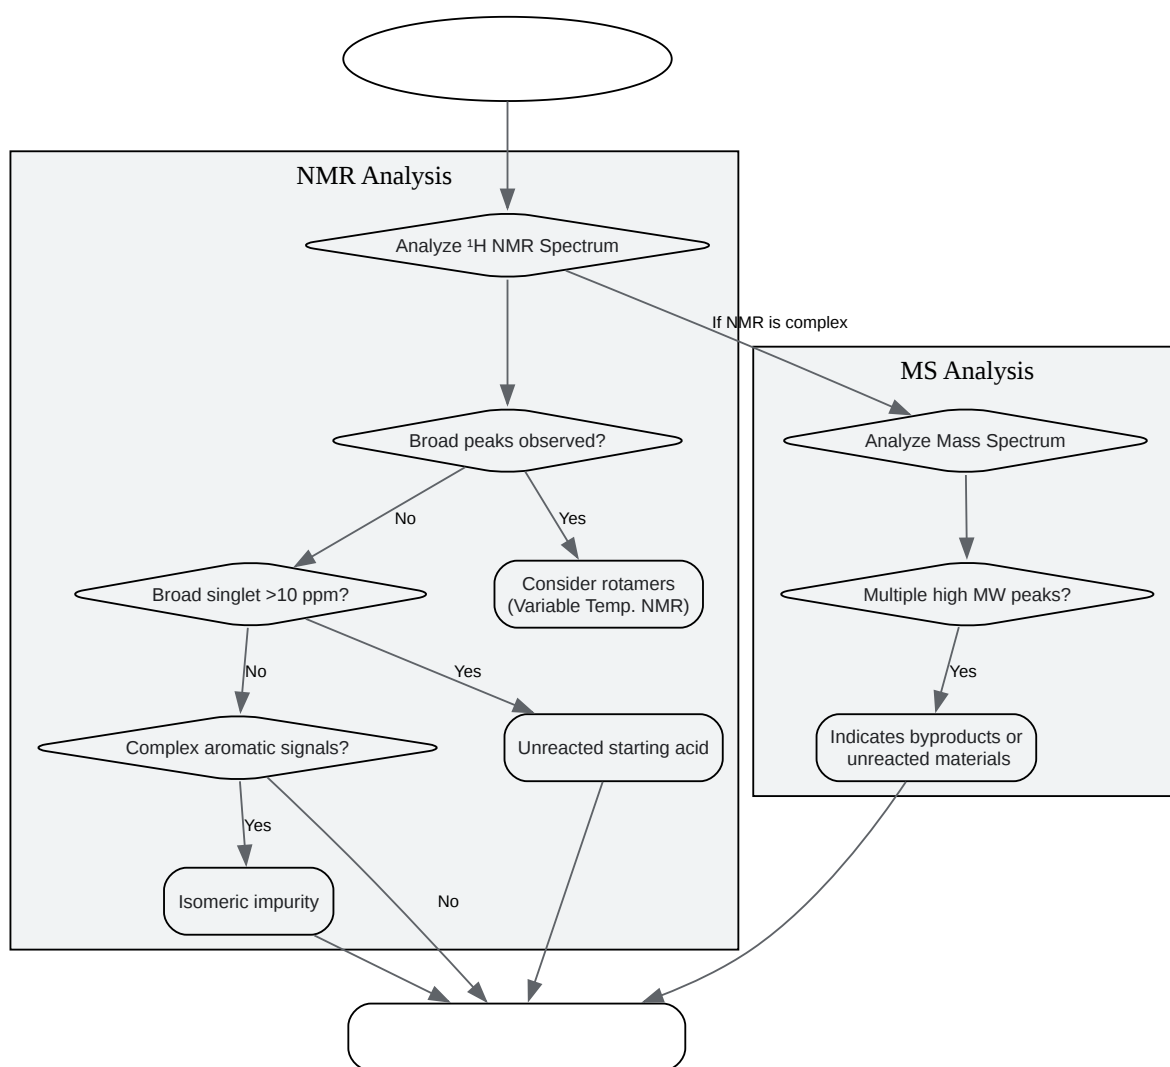 NMR Analysis
Analyze ¹H NMR Spectrum
If NMR is complex
MS Analysis
Broad peaks observed?
Analyze Mass Spectrum
No
Yes
Consider rotamers
(Variable Temp. NMR)
Broad singlet >10 ppm?
Multiple high MW peaks?
No
Yes
Yes
Complex aromatic signals?
Unreacted starting acid
Indicates byproducts or
unreacted materials
Yes
No
Isomeric impurity